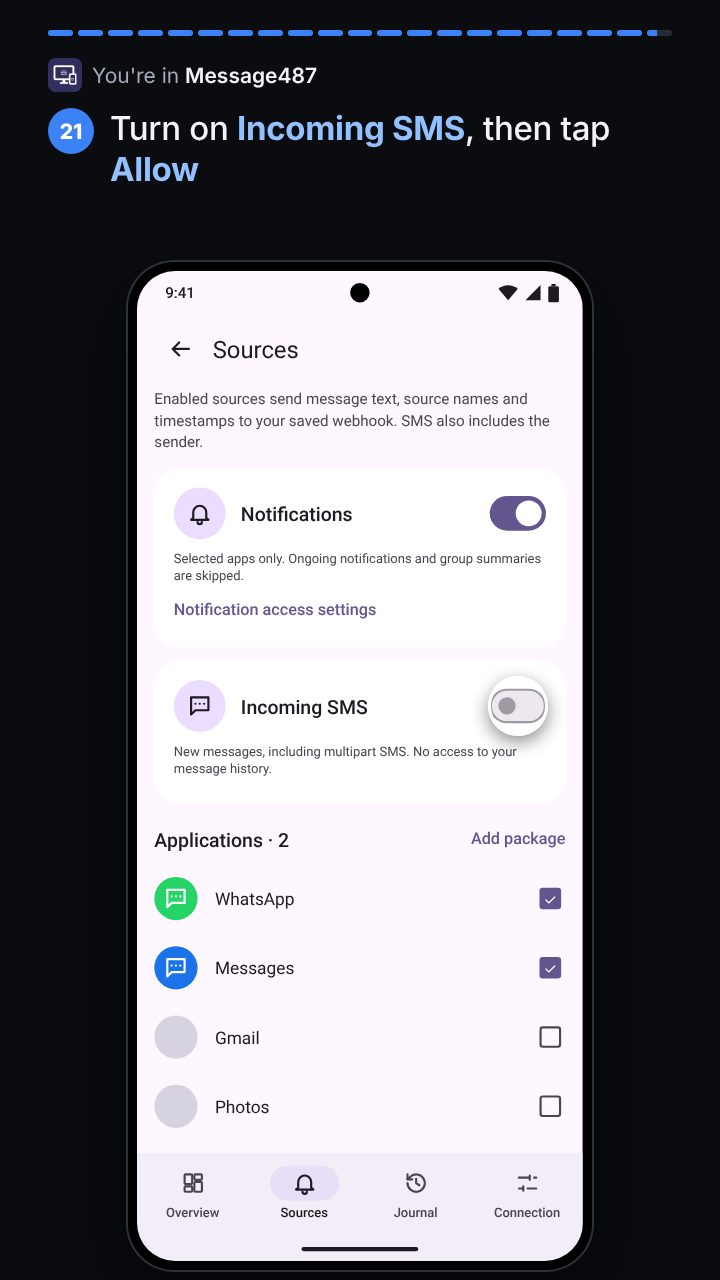 You're in Message487
21
Turn on Incoming SMS, then tap
Allow
9:41
Sources
Enabled sources send message text, source names and
timestamps to your saved webhook. SMS also includes the
sender.
Notifications
Selected apps only. Ongoing notifications and group summaries
are skipped.
Notification access settings
Incoming SMS
New messages, including multipart SMS. No access to your
message history.
Applications · 2
Add package
WhatsApp
Messages
Gmail
Photos
Overview
Sources
Journal
Connection